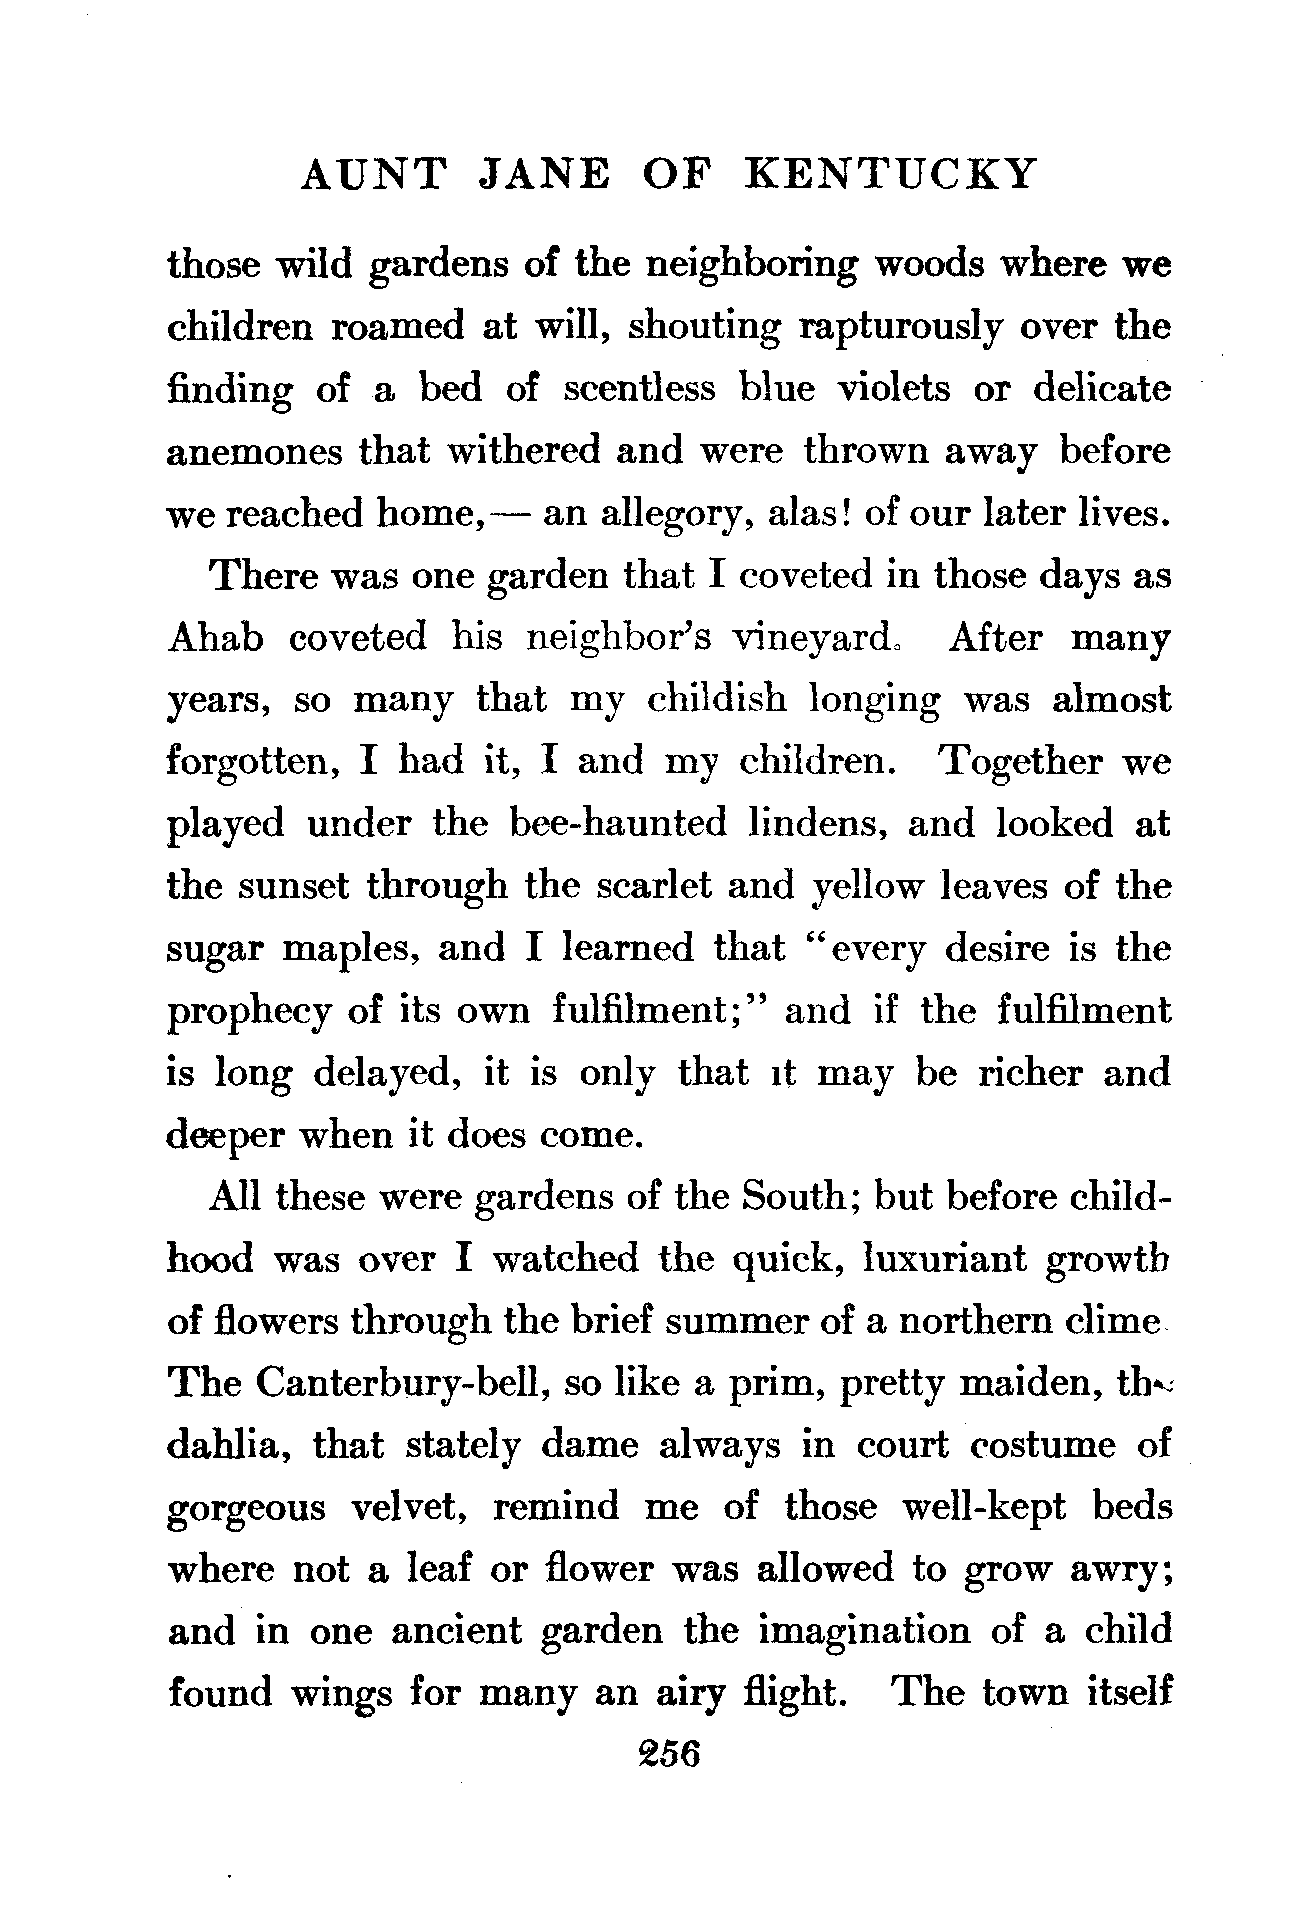 AUNT JANE OF KENTUCKY
those wild gardens of the neighboring woods where we
children roamed at will, shouting rapturously over the
finding of a bed of scentless blue violets or delicate
anemones that withered and were thrown away before
we reached home,— an allegory, alas! of our later lives.
There was one garden that I coveted in those days as
Ahab coveted his neighbor's vineyard. After many
years, so many that my childish longing was almost
forgotten, I had it, I and my children. Together we
played under the bee-haunted lindens, and looked at
the sunset through the scarlet and yellow leaves of the
sugar maples, and I learned that "every desire is the
prophecy of its own fulfilment;" and if the fulfilment
is long delayed, it is only that it may be richer and
deeper when it does come.
All these were gardens of the South; but before child-
hood was over I watched the quick, luxuriant growth
of flowers through the brief summer of a northern clime.
The Canterbury-bell, so like a prim, pretty maiden, the
dahlia, that stately dame always in court costume of
gorgeous velvet, remind me of those well-kept beds
where not a leaf or flower was allowed to grow awry;
and in one ancient garden the imagination of a child
found wings for many an airy flight. The town itself
256